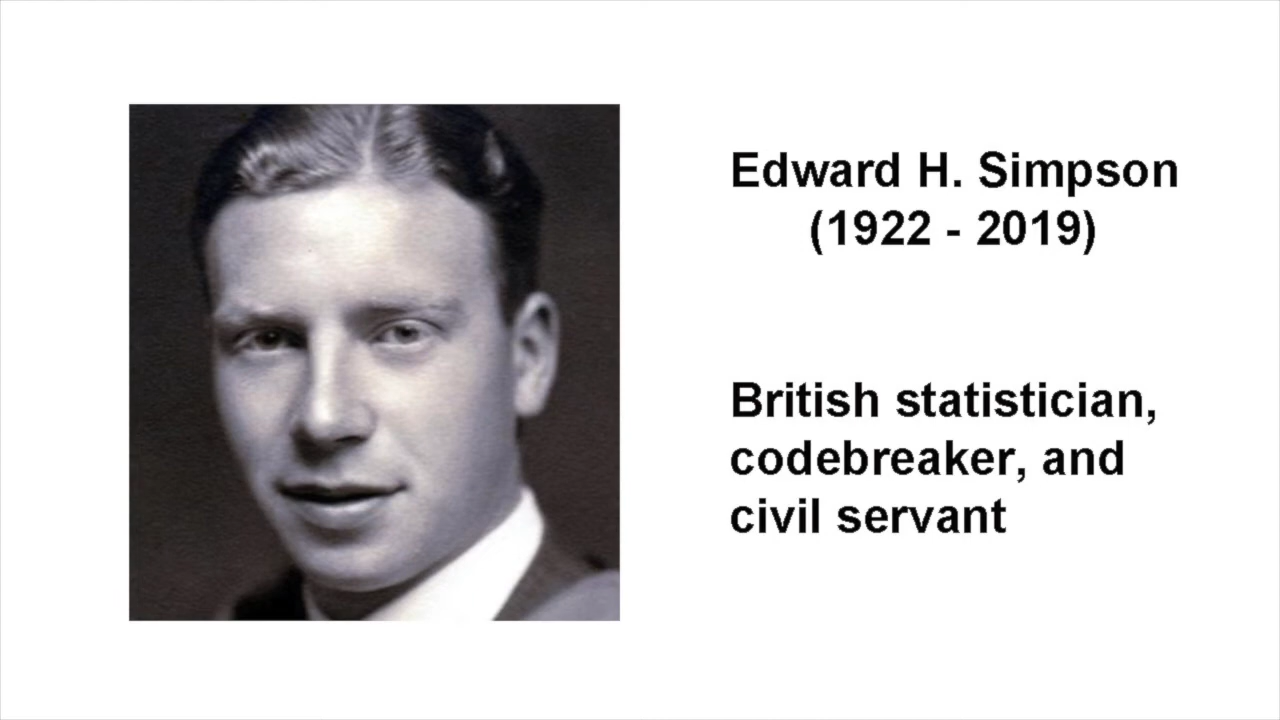 Edward H. Simpson
(1922 - 2019)
British statistician,
codebreaker, and
civil servant